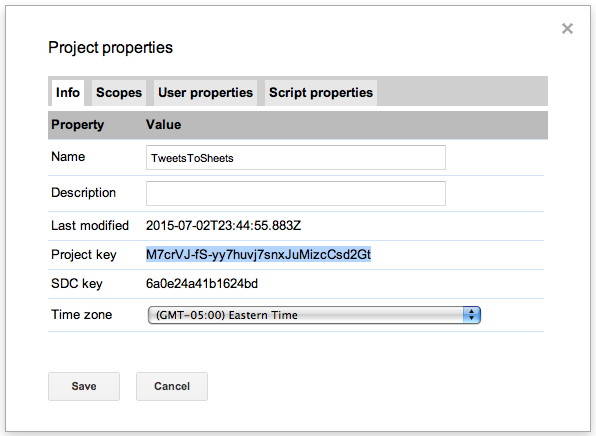 Project properties
Info Scopes User properties Script properties
Property Value
Name TweetsToSheets
Description
Last modified 2015-07-02T23:44:55.883Z
Project key M7crVJ-fS-yy7huvj7snxJuMizcCsd2Gt
SDC key 6a0e24a41b1624bd
Time zone (GMT-05:00) Eastern Time
Save Cancel